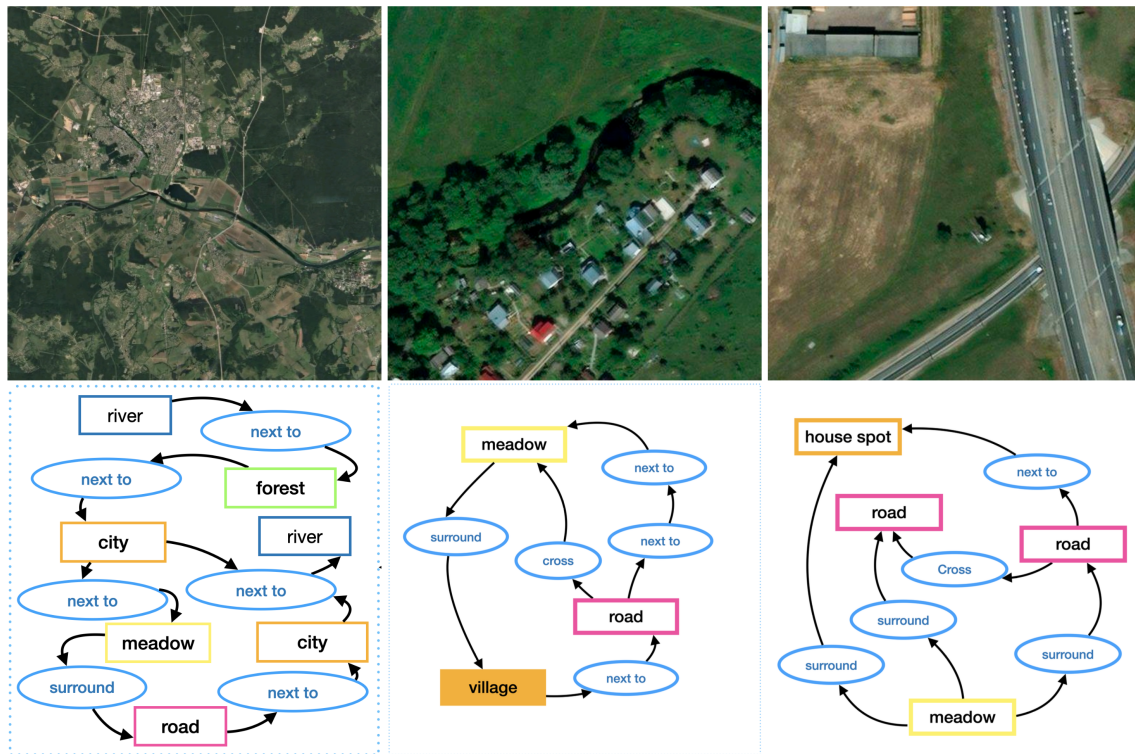 river
next to
next to
forest
city
river
next to
next to
meadow
city
surround
next to
road
meadow
next to
surround
cross
next to
road
village
next to
house spot
next to
road
road
Cross
surround
surround
surround
meadow